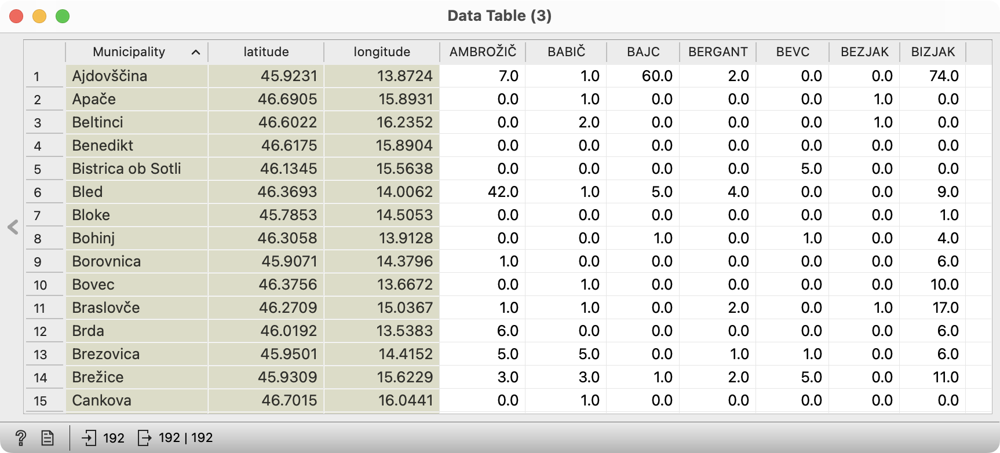 Data Table (3)
Municipality latitude longitude AMBROŽIČ BABIČ BAJC BERGANT BEVC BEZJAK BIZJAK
1 Ajdovščina 45.9231 13.8724 7.0 1.0 60.0 2.0 0.0 0.0 74.0
2 Apače 46.6905 15.8931 0.0 1.0 0.0 0.0 0.0 1.0 0.0
3 Beltinci 46.6022 16.2352 0.0 2.0 0.0 0.0 0.0 1.0 0.0
4 Benedikt 46.6175 15.8904 0.0 0.0 0.0 0.0 0.0 0.0 0.0
5 Bistrica ob Sotli 46.1345 15.5638 0.0 0.0 0.0 0.0 5.0 0.0 0.0
6 Bled 46.3693 14.0062 42.0 1.0 5.0 4.0 0.0 0.0 9.0
7 Bloke 45.7853 14.5053 0.0 0.0 0.0 0.0 0.0 0.0 1.0
8 Bohinj 46.3058 13.9128 0.0 0.0 1.0 0.0 1.0 0.0 4.0
9 Borovnica 45.9071 14.3796 1.0 0.0 0.0 0.0 0.0 0.0 6.0
10 Bovec 46.3756 13.6672 0.0 1.0 0.0 0.0 0.0 0.0 10.0
11 Braslovče 46.2709 15.0367 1.0 1.0 0.0 2.0 0.0 1.0 17.0
12 Brda 46.0192 13.5383 6.0 0.0 0.0 0.0 0.0 0.0 6.0
13 Brezovica 45.9501 14.4152 5.0 5.0 0.0 1.0 1.0 0.0 6.0
14 Brežice 45.9309 15.6229 3.0 3.0 1.0 2.0 5.0 0.0 11.0
15 Cankova 46.7015 16.0441 0.0 1.0 0.0 0.0 0.0 0.0 0.0
? 192 192 | 192